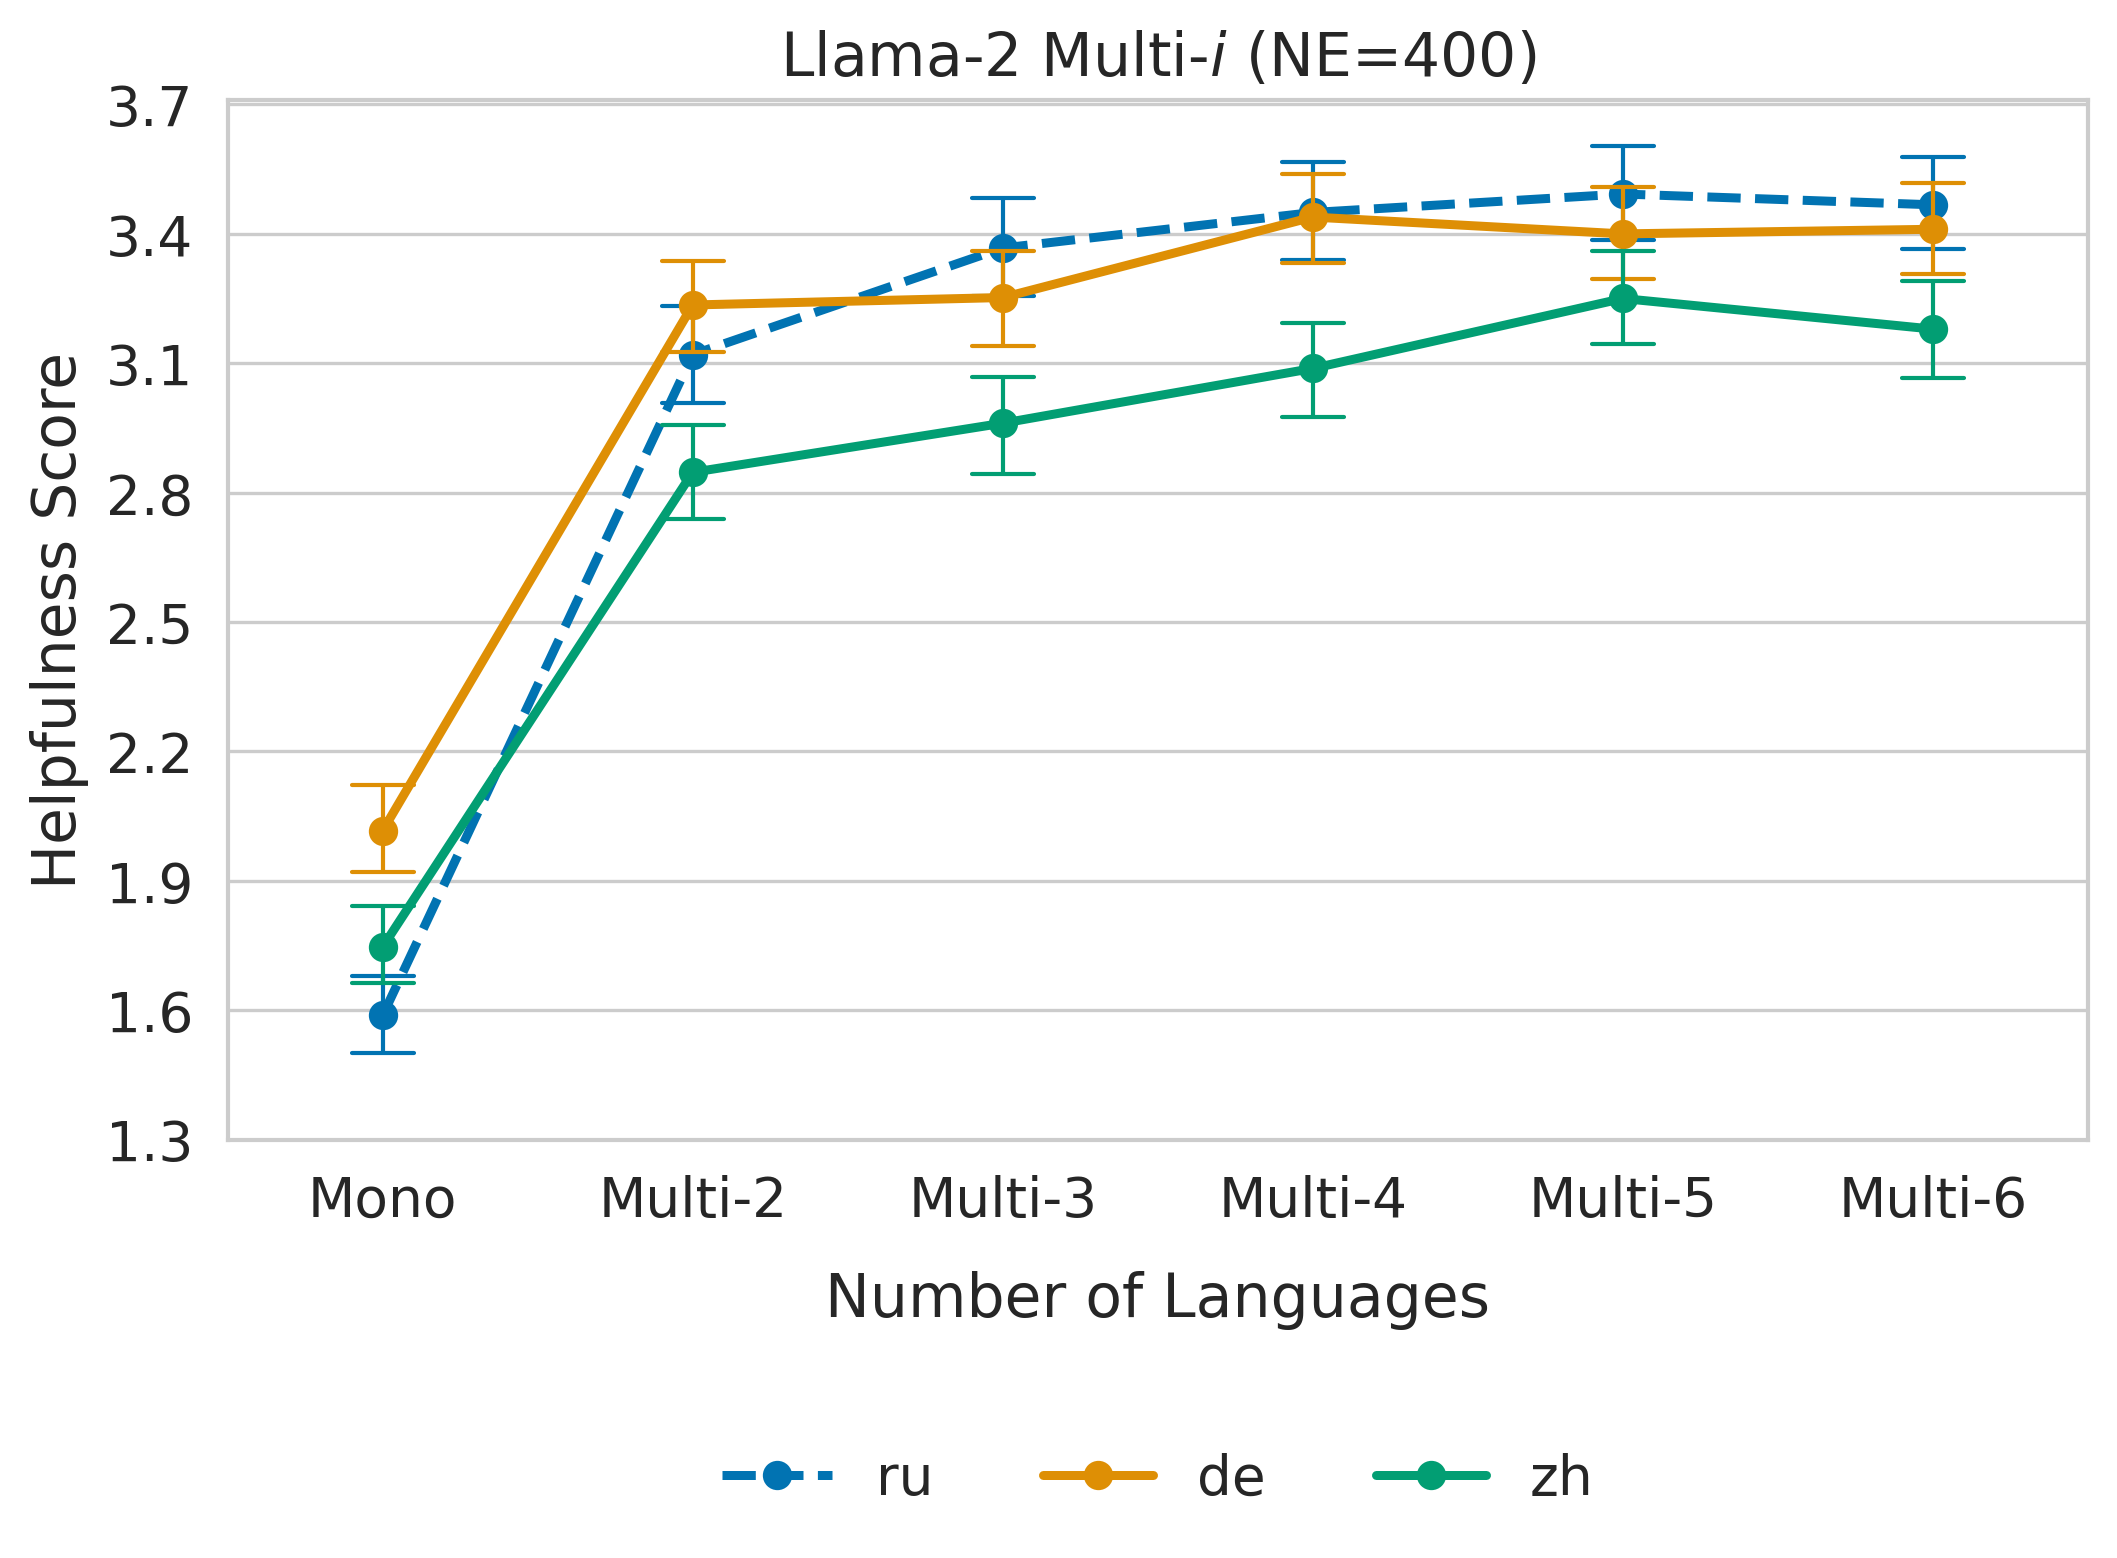 Llama-2 Multi-i (NE=400)
Helpfulness Score
3.7
3.4
3.1
2.8
2.5
2.2
1.9
1.6
1.3
Mono Multi-2 Multi-3 Multi-4 Multi-5 Multi-6
Number of Languages
ru de zh